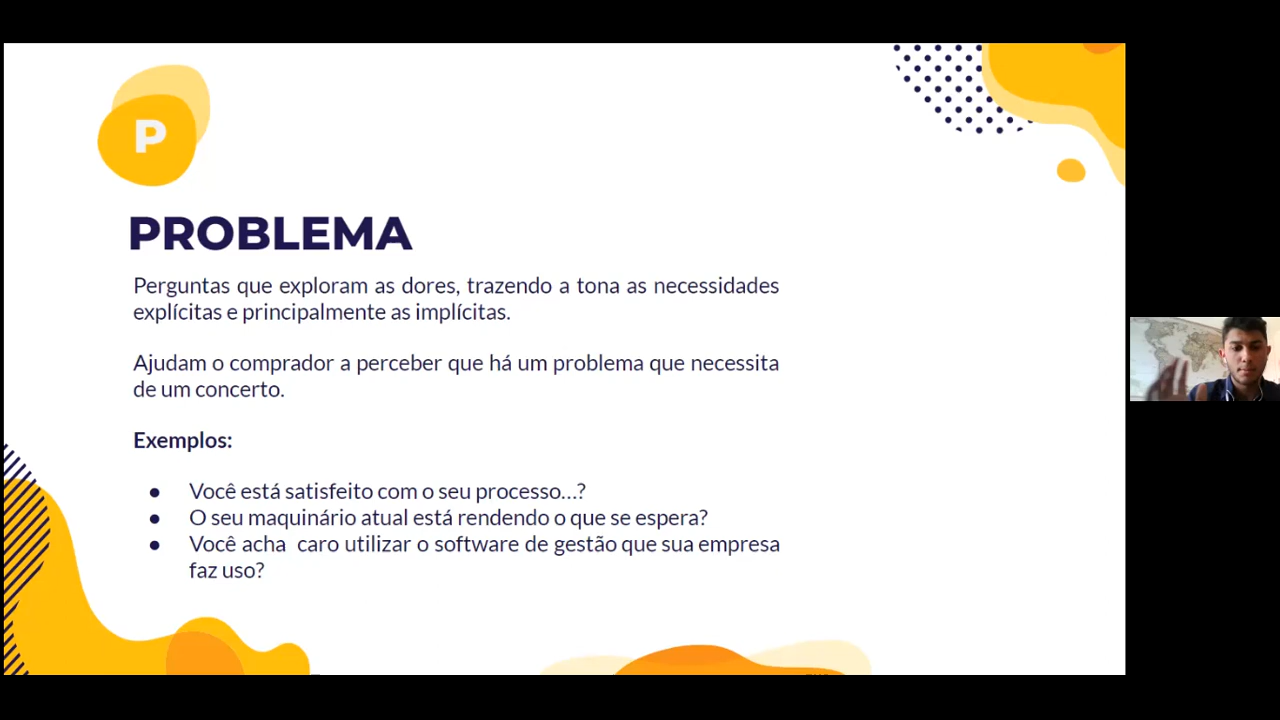 P
PROBLEMA
Perguntas que exploram as dores, trazendo a tona as necessidades
explícitas e principalmente as implícitas.
Ajudam o comprador a perceber que há um problema que necessita
de um concerto.
Exemplos:
● Você está satisfeito com o seu processo...?
● O seu maquinário atual está rendendo o que se espera?
● Você acha  caro utilizar o software de gestão que sua empresa
faz uso?